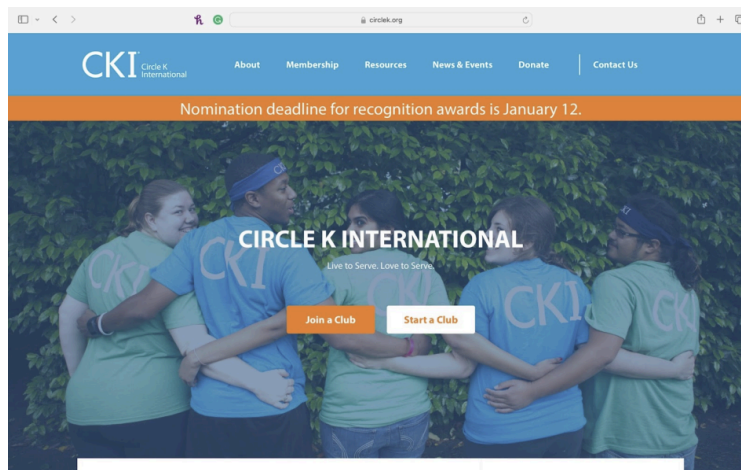 circlek.org
CKI
Circle K
International
About Membership Resources News & Events Donate Contact Us
Nomination deadline for recognition awards is January 12.
CKI
CIRCLE K INTERNATIONAL
Live to Serve. Love to Serve.
Join a Club Start a Club
CKI
CKI
CKI
CKI